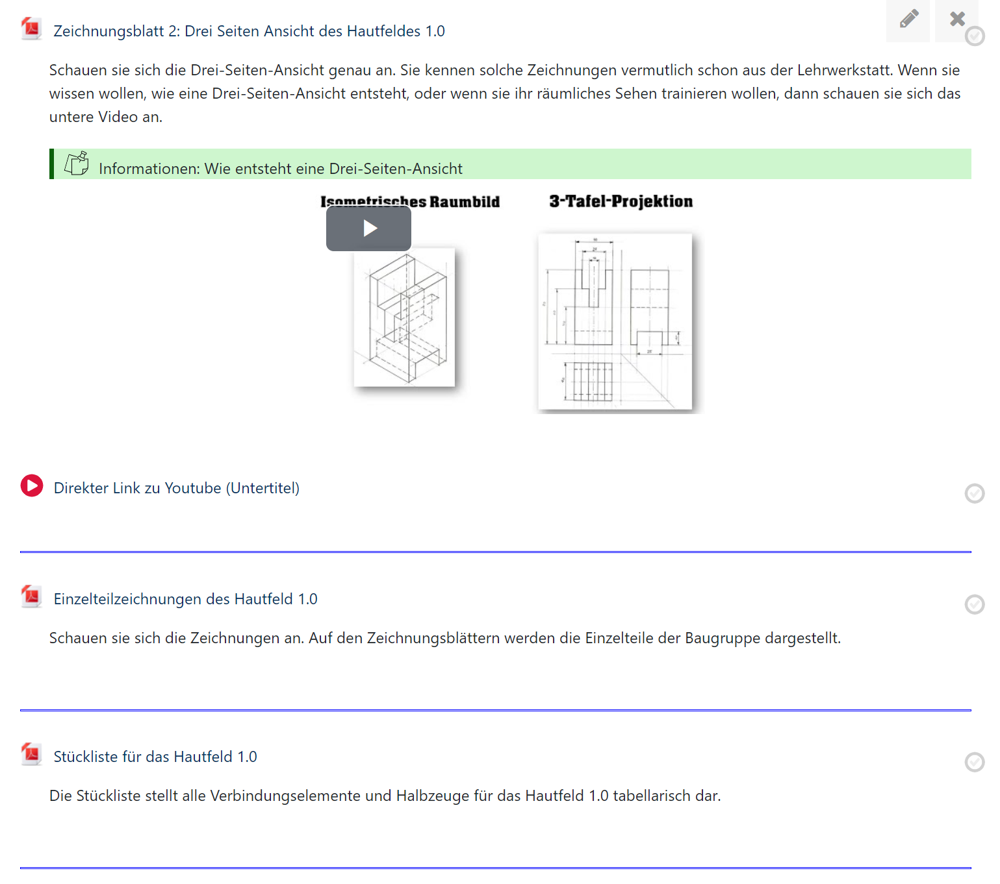 Zeichnungsblatt 2: Drei Seiten Ansicht des Hautfeldes 1.0
Schauen sie sich die Drei-Seiten-Ansicht genau an. Sie kennen solche Zeichnungen vermutlich schon aus der Lehrwerkstatt. Wenn sie
wissen wollen, wie eine Drei-Seiten-Ansicht entsteht, oder wenn sie ihr räumliches Sehen trainieren wollen, dann schauen sie sich das
untere Video an.
Informationen: Wie entsteht eine Drei-Seiten-Ansicht
Isometrisches Raumbild
3-Tafel-Projektion
Direkter Link zu Youtube (Untertitel)
Einzelteilzeichnungen des Hautfeld 1.0
Schauen sie sich die Zeichnungen an. Auf den Zeichnungsblättern werden die Einzelteile der Baugruppe dargestellt.
Stückliste für das Hautfeld 1.0
Die Stückliste stellt alle Verbindungselemente und Halbzeuge für das Hautfeld 1.0 tabellarisch dar.